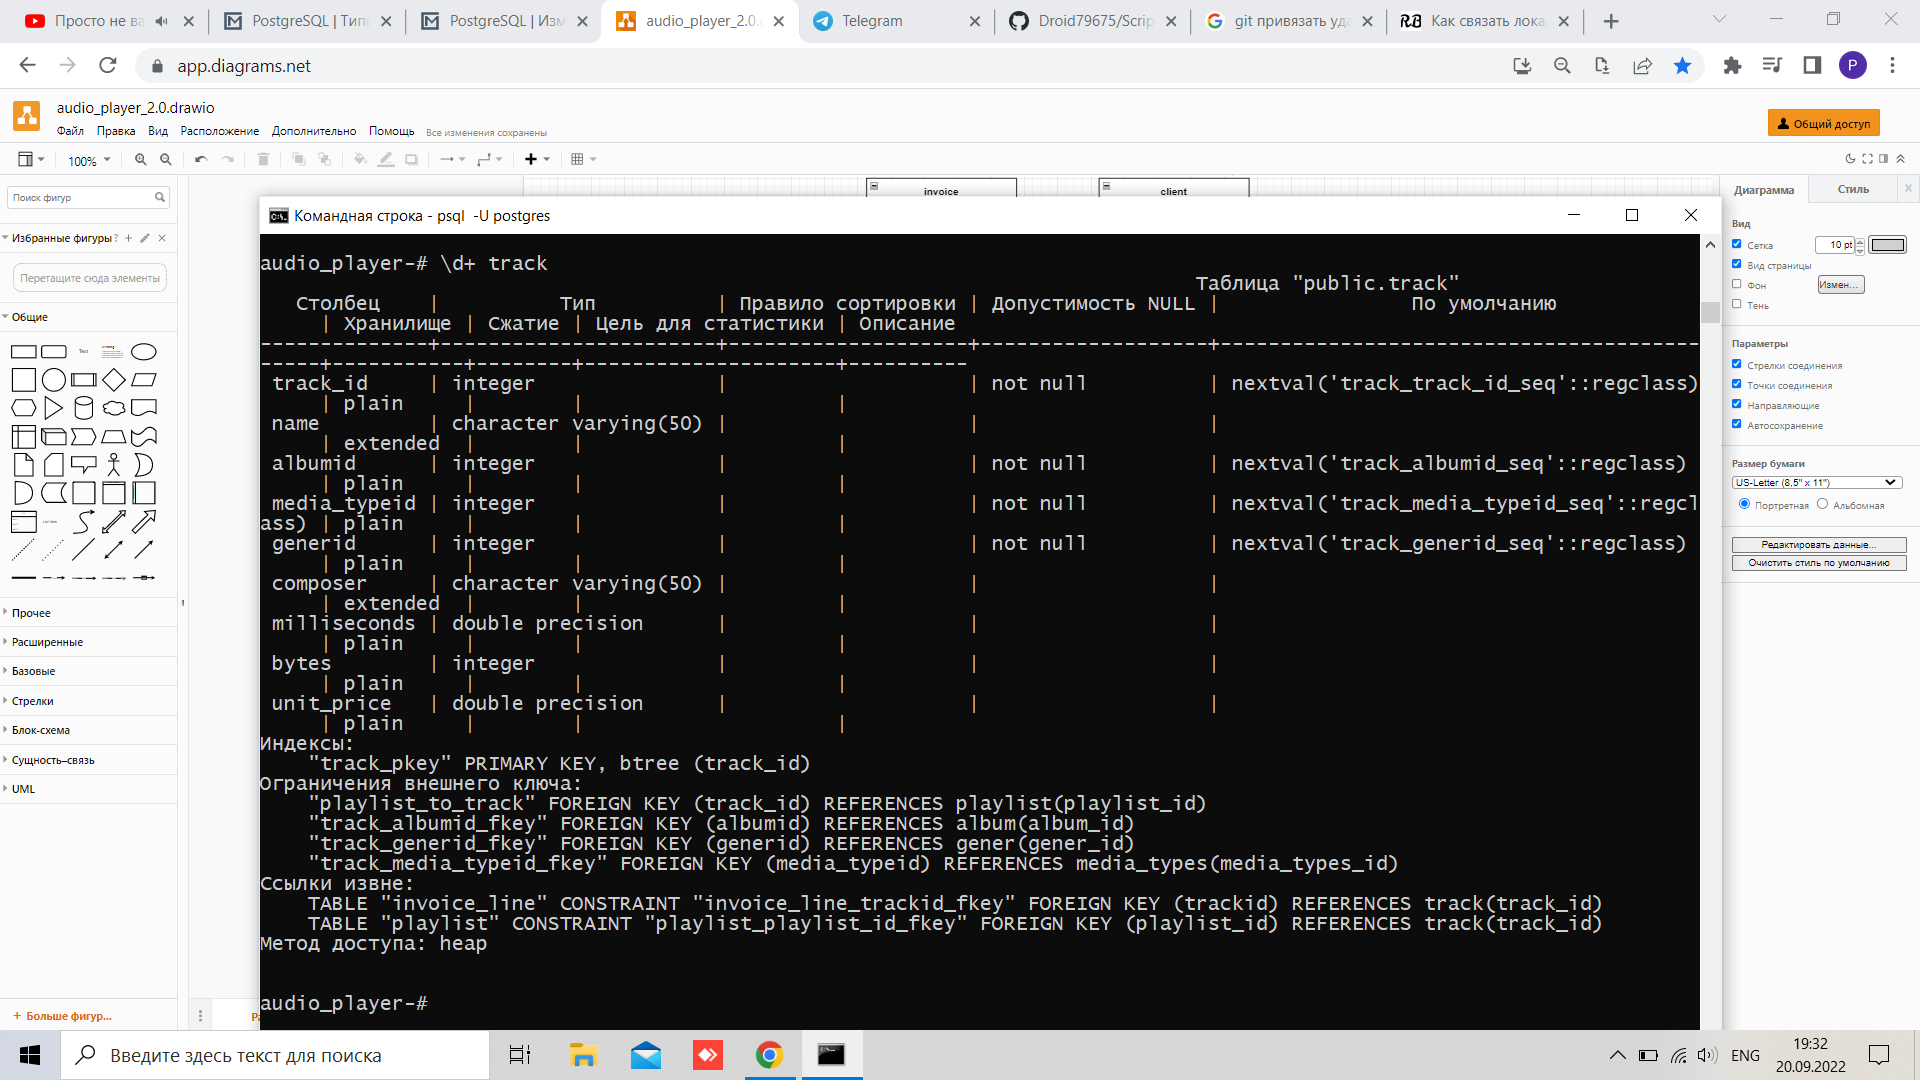 Просто не ва
PostgreSQL | Типы
PostgreSQL | Изм
audio_player_2.0.d
Telegram
Droid79675/Scrip
git привязать уда
Как связать лока
app.diagrams.net
P
audio_player_2.0.drawio
Файл Правка Вид Расположение Дополнительно Помощь Все изменения сохранены
Общий доступ
100%
Поиск фигур
invoice
client
Диаграмма
Стиль
Избранные фигуры ?
Перетащите сюда элементы
Общие
Text
List Item
Прочее
Расширенные
Базовые
Стрелки
Блок-схема
Сущность–связь
UML
+ Больше фигур...
Командная строка - psql -U postgres
audio_player-# \d+ track
Таблица "public.track"
Столбец | Тип | Правило сортировки | Допустимость NULL | По умолчанию
| Хранилище | Сжатие | Цель для статистики | Описание
track_id | integer | | not null | nextval('track_track_id_seq'::regclass)
| plain | | |
name | character varying(50) | | |
| extended | | |
albumid | integer | | not null | nextval('track_albumid_seq'::regclass)
| plain | | |
media_typeid | integer | | not null | nextval('track_media_typeid_seq'::regcl
ass) | plain | | |
generid | integer | | not null | nextval('track_generid_seq'::regclass)
| plain | | |
composer | character varying(50) | | |
| extended | | |
milliseconds | double precision | | |
| plain | | |
bytes | integer | | |
| plain | | |
unit_price | double precision | | |
| plain | | |
Индексы:
"track_pkey" PRIMARY KEY, btree (track_id)
Ограничения внешнего ключа:
"playlist_to_track" FOREIGN KEY (track_id) REFERENCES playlist(playlist_id)
"track_albumid_fkey" FOREIGN KEY (albumid) REFERENCES album(album_id)
"track_generid_fkey" FOREIGN KEY (generid) REFERENCES gener(gener_id)
"track_media_typeid_fkey" FOREIGN KEY (media_typeid) REFERENCES media_types(media_types_id)
Ссылки извне:
TABLE "invoice_line" CONSTRAINT "invoice_line_trackid_fkey" FOREIGN KEY (trackid) REFERENCES track(track_id)
TABLE "playlist" CONSTRAINT "playlist_playlist_id_fkey" FOREIGN KEY (playlist_id) REFERENCES track(track_id)
Метод доступа: heap
audio_player-#
Вид
Сетка
10 pt
Вид страницы
Фон
Измен...
Тень
Параметры
Стрелки соединения
Точки соединения
Направляющие
Автосохранение
Размер бумаги
US-Letter (8,5" x 11")
Портретная
Альбомная
Редактировать данные...
Очистить стиль по умолчанию
Введите здесь текст для поиска
ENG
19:32
20.09.2022